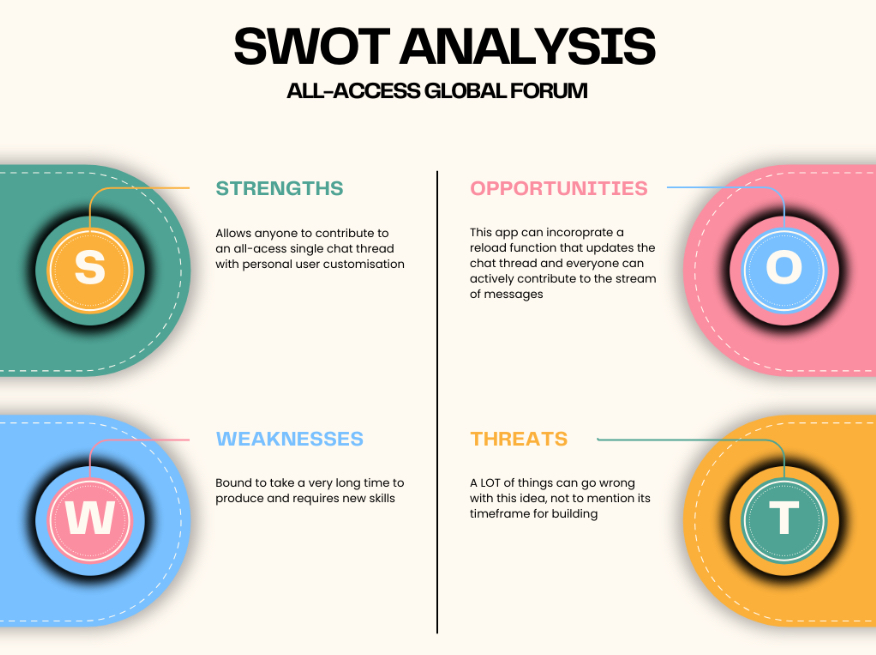 SWOT ANALYSIS
ALL-ACCESS GLOBAL FORUM
S
STRENGTHS
Allows anyone to contribute to
an all-acess single chat thread
with personal user customisation
OPPORTUNITIES
This app can incoroprate a
reload function that updates the
chat thread and everyone can
actively contribute to the stream
of messages
O
W
WEAKNESSES
Bound to take a very long time to
produce and requires new skills
THREATS
A LOT of things can go wrong
with this idea, not to mention its
timeframe for building
T